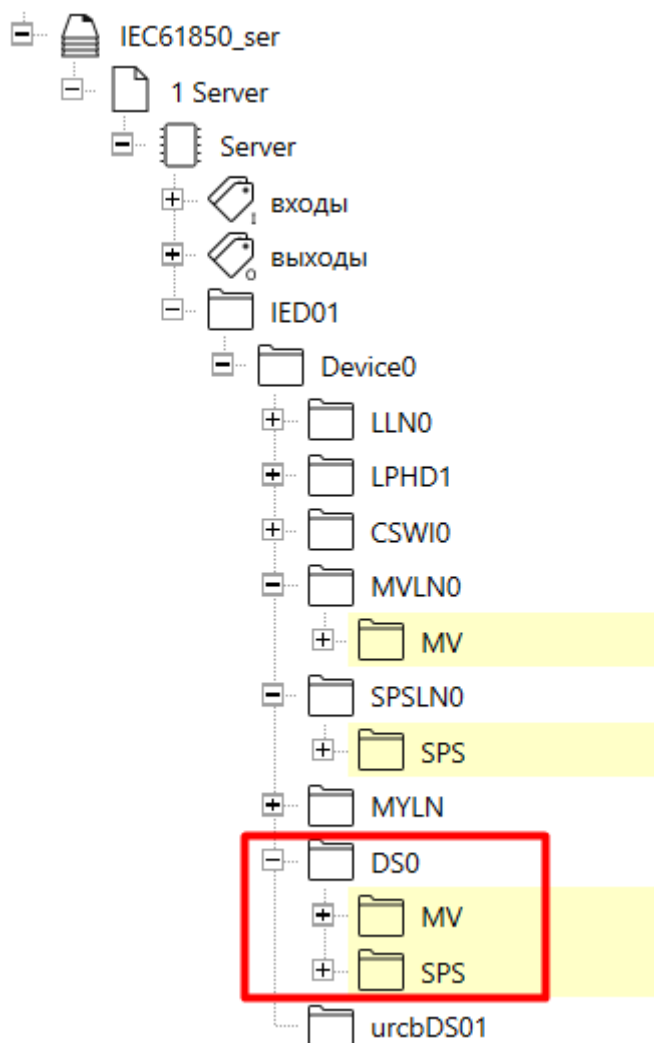 IEC61850_ser
1 Server
Server
входы
выходы
IED01
Device0
LLN0
LPHD1
CSWI0
MVLN0
MV
SPSLN0
SPS
MYLN
DS0
MV
SPS
urcbDS01